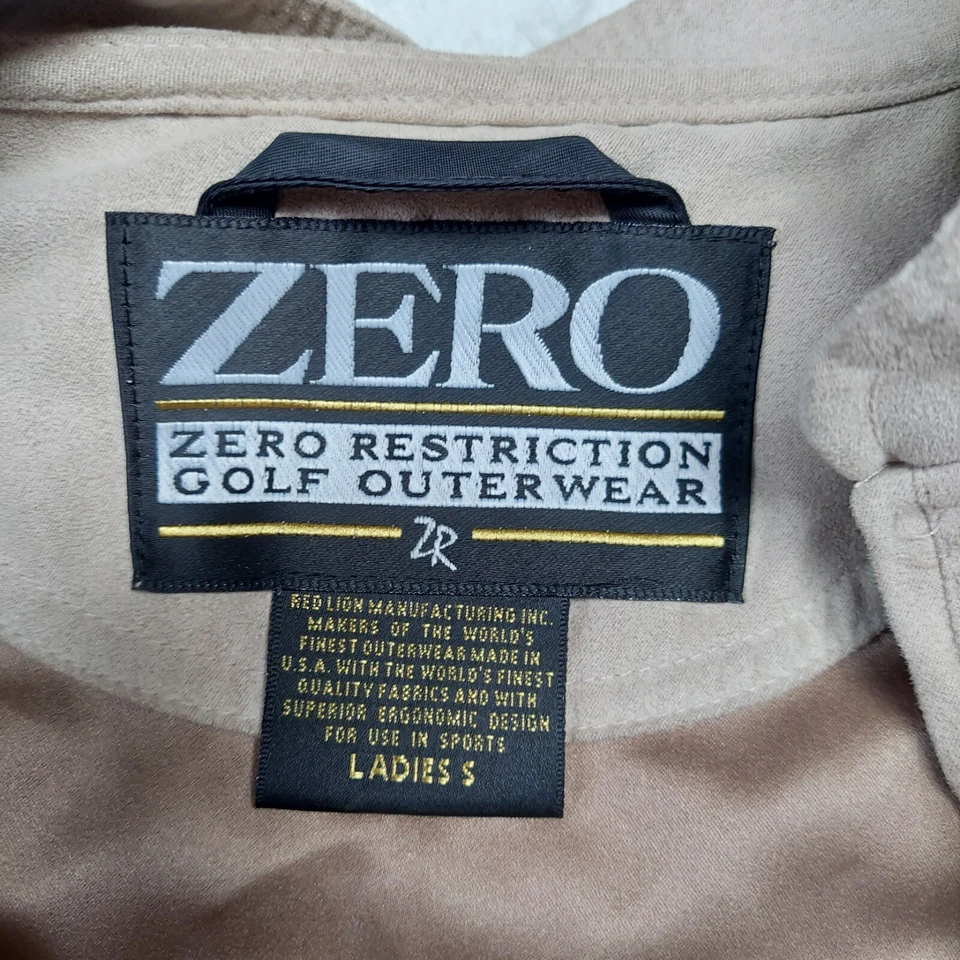 ZERO
ZERO RESTRICTION
GOLF OUTERWEAR
ZR
RED LION MANUFACTURING INC.
MAKERS OF THE WORLD'S
FINEST OUTERWEAR MADE IN
U.S.A. WITH THE WORLD'S FINEST
QUALITY FABRICS AND WITH
SUPERIOR ERGONOMIC DESIGN
FOR USE IN SPORTS
LADIES S